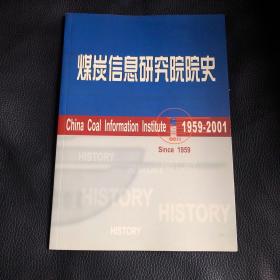 煤炭信息研究院院史
China Coal Information Institute 1959-2001
CCII
Since 1959
HISTORY
HISTORY
HISTORY
HISTORY